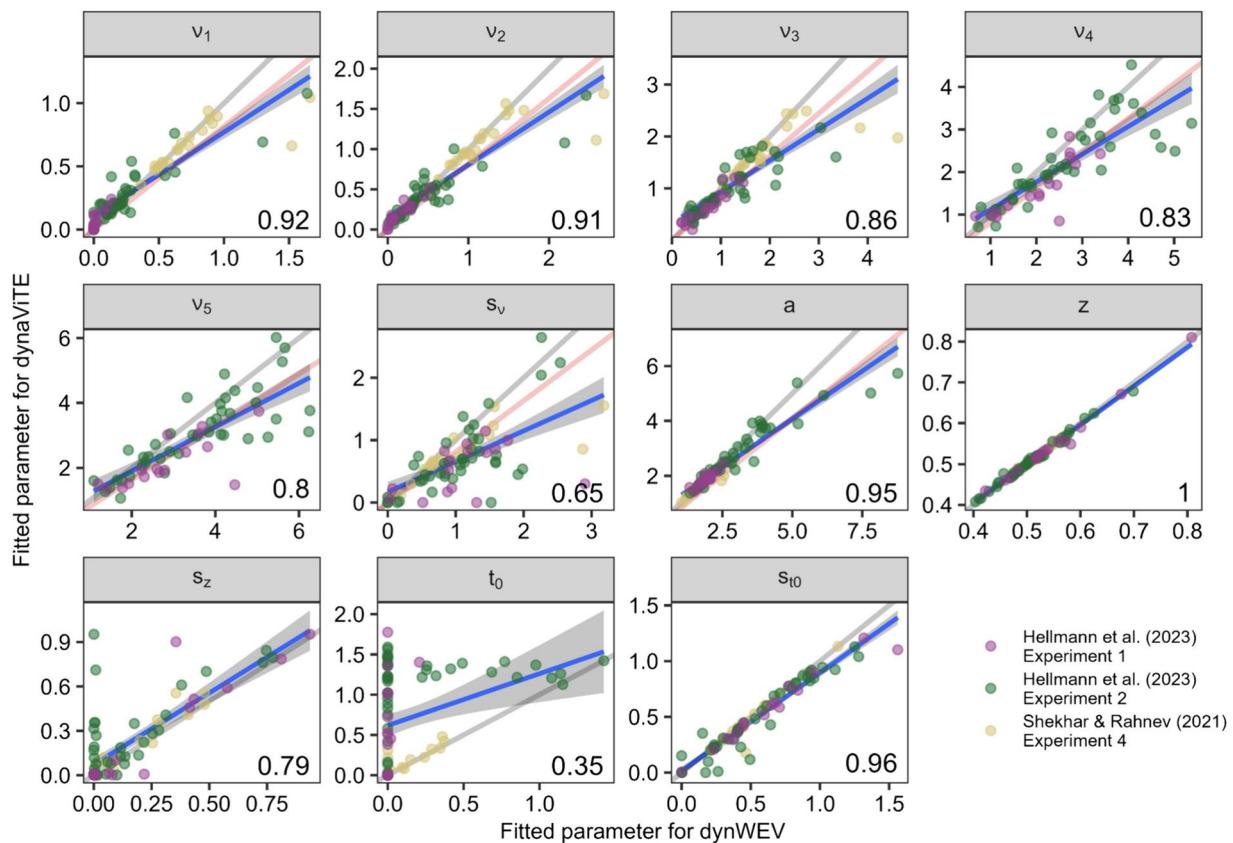 ν1 ν2 ν3 ν4
1.0
0.5
0.0
0.92
0.0 0.5 1.0 1.5
2.0
1.5
1.0
0.5
0.0
0.91
0 1 2
3
2
1
0.86
0 1 2 3 4
4
3
2
1
0.83
1 2 3 4 5
Fitted parameter for dynaViTE
ν5 sν a z
6
4
2
0.8
2 4 6
2
1
0
0.65
0 1 2 3
6
4
2
0.95
2.5 5.0 7.5
0.8
0.7
0.6
0.5
0.4
1
0.4 0.5 0.6 0.7 0.8
sz t0 st0
0.9
0.6
0.3
0.0
0.79
0.00 0.25 0.50 0.75
2.0
1.5
1.0
0.5
0.0
0.35
0.0 0.5 1.0
1.5
1.0
0.5
0.0
0.96
0.0 0.5 1.0 1.5
Hellmann et al. (2023)
Experiment 1
Hellmann et al. (2023)
Experiment 2
Shekhar & Rahnev (2021)
Experiment 4
Fitted parameter for dynWEV